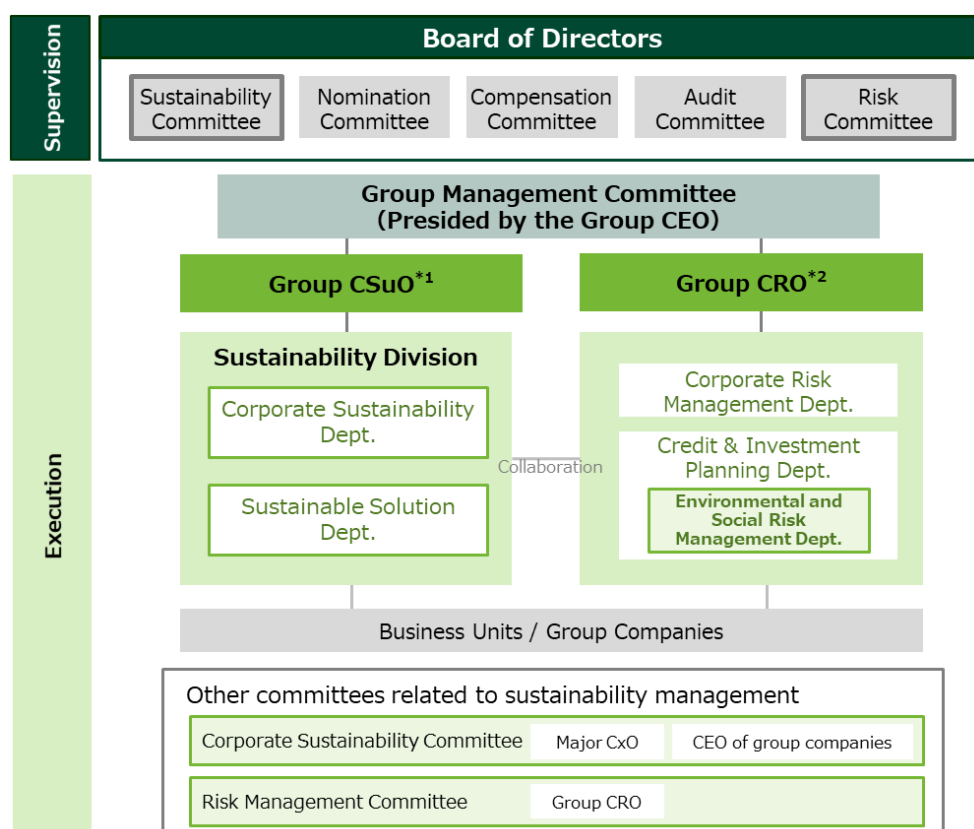 Supervision
Board of Directors
Sustainability
Committee
Nomination
Committee
Compensation
Committee
Audit
Committee
Risk
Committee
Execution
Group Management Committee
(Presided by the Group CEO)
Group CSuO*1
Group CRO*2
Sustainability Division
Corporate Sustainability
Dept.
Sustainable Solution
Dept.
Collaboration
Corporate Risk
Management Dept.
Credit & Investment
Planning Dept.
Environmental and
Social Risk
Management Dept.
Business Units / Group Companies
Other committees related to sustainability management
Corporate Sustainability Committee
Major CxO
CEO of group companies
Risk Management Committee
Group CRO